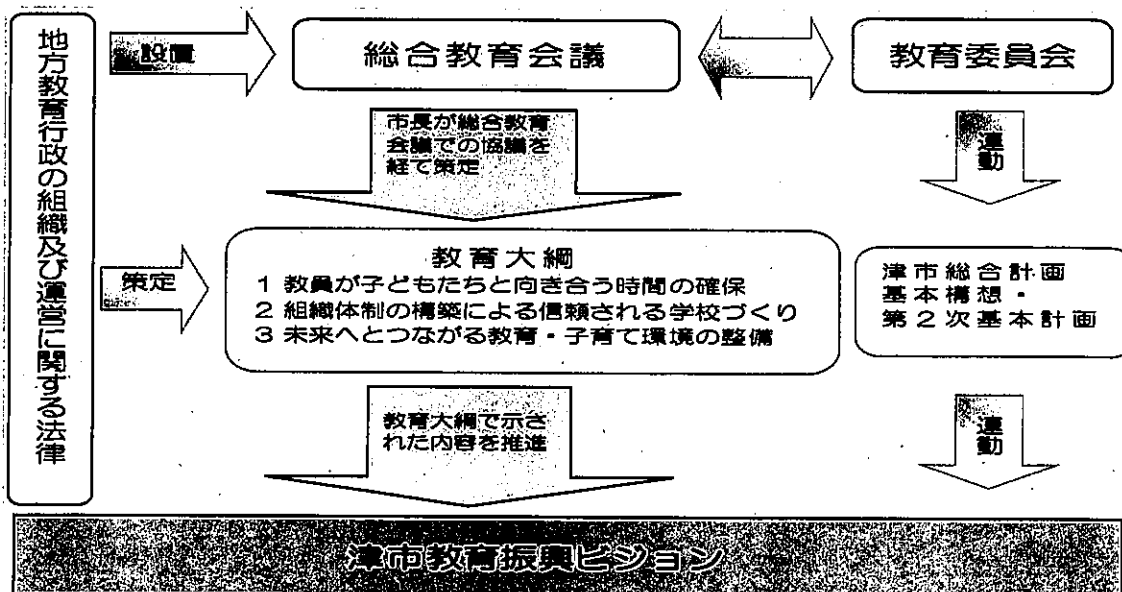 地方教育行政の組織及び運営に関する法律
設置
総合教育会議
教育委員会
市長が総合教育
会議での協議を
経て策定
連動
策定
教育大綱
1 教員が子どもたちと向き合う時間の確保
2 組織体制の構築による信頼される学校づくり
3 未来へとつながる教育・子育て環境の整備
津市総合計画
基本構想・
第2次基本計画
教育大綱で示さ
れた内容を推進
連動
津市教育振興ビジョン